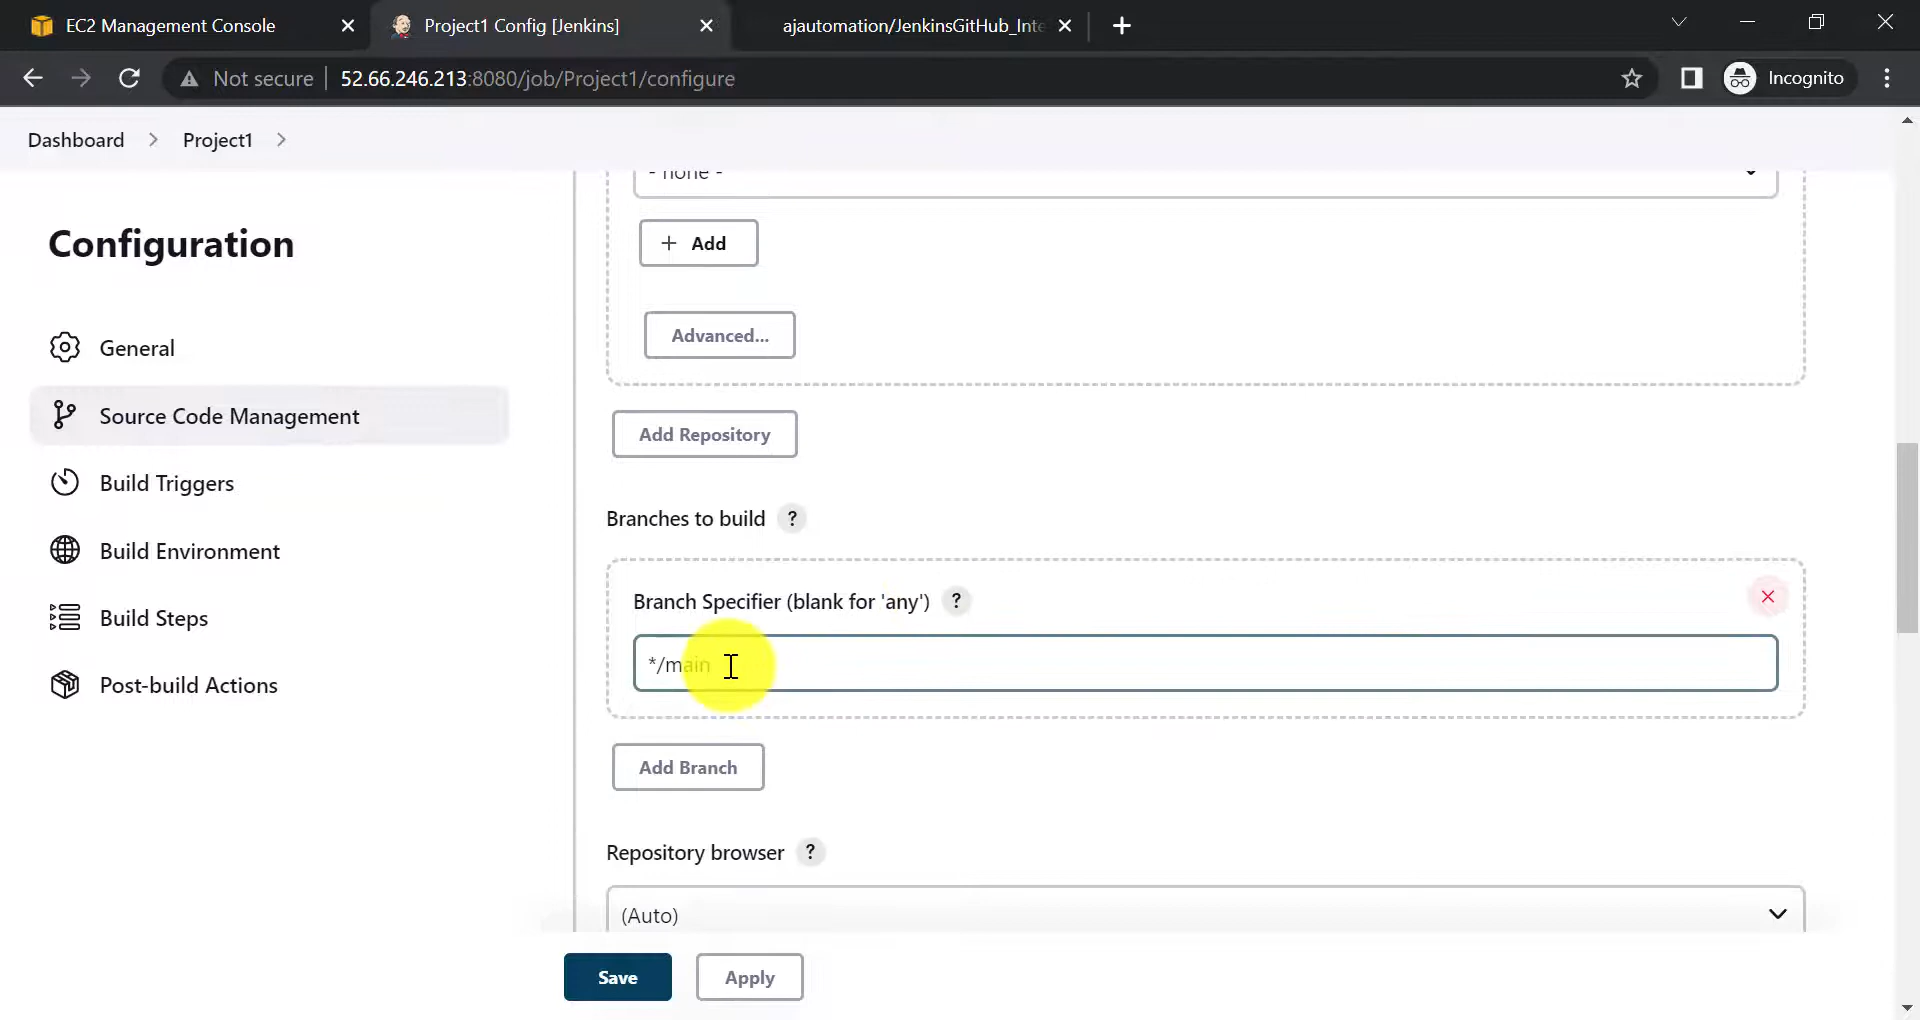 EC2 Management Console
Project1 Config [Jenkins]
ajautomation/JenkinsGitHub_Inte
Not secure
52.66.246.213:8080/job/Project1/configure
Incognito
Dashboard
Project1
- none -
Configuration
+ Add
General
Advanced...
Source Code Management
Add Repository
Build Triggers
Branches to build ?
Build Environment
Branch Specifier (blank for 'any') ?
Build Steps
*/main
Post-build Actions
Add Branch
Repository browser ?
(Auto)
Save
Apply